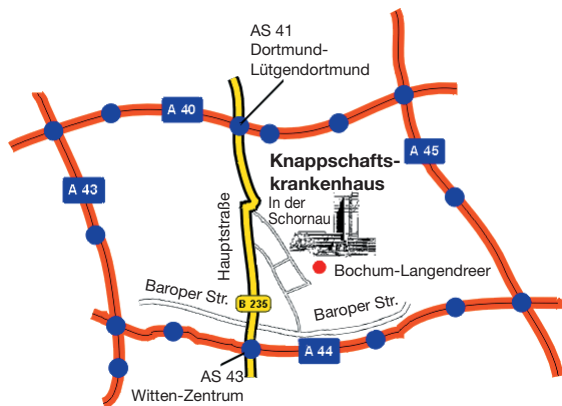 AS 41
Dortmund-
Lütgendortmund
A 40
A 45
Knappschafts-
krankenhaus
A 43
In der
Schornau
Hauptstraße
Bochum-Langendreer
Baroper Str.
B 235
Baroper Str.
A 44
AS 43
Witten-Zentrum